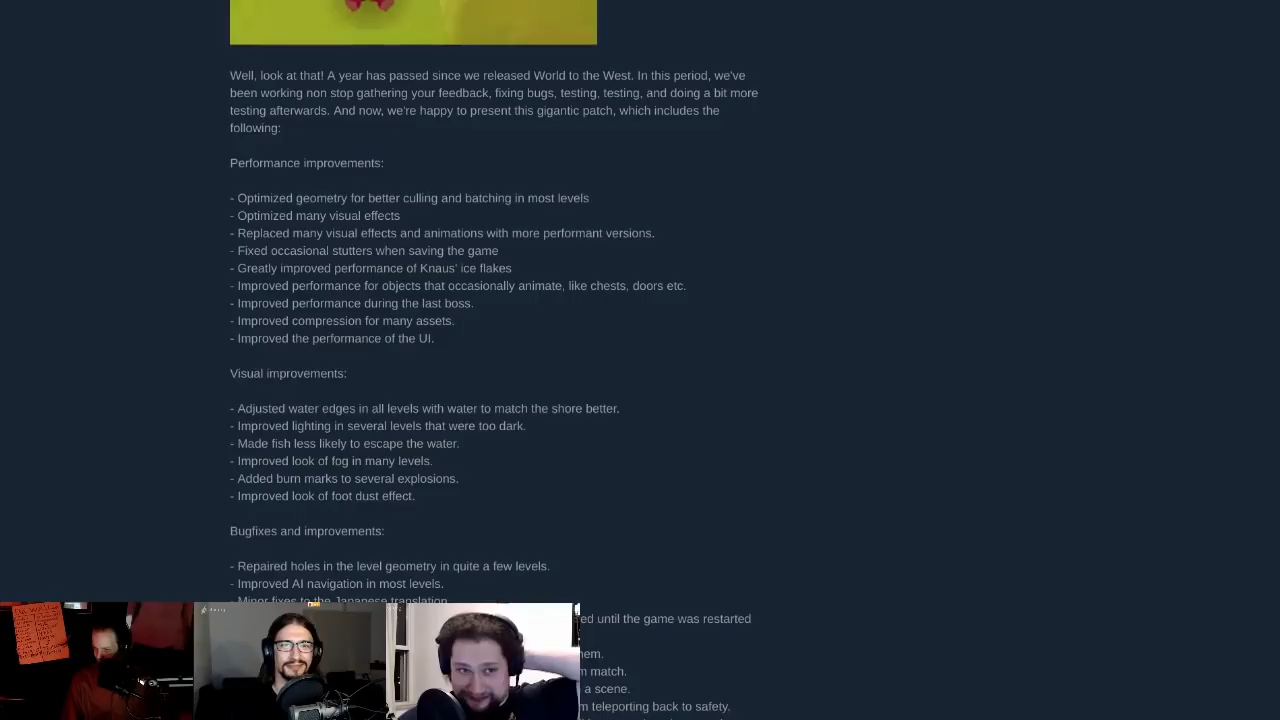 Well, look at that! A year has passed since we released World to the West. In this period, we've
been working non stop gathering your feedback, fixing bugs, testing, testing, and doing a bit more
testing afterwards. And now, we're happy to present this gigantic patch, which includes the
following:
Performance improvements:
- Optimized geometry for better culling and batching in most levels
- Optimized many visual effects
- Replaced many visual effects and animations with more performant versions.
- Fixed occasional stutters when saving the game
- Greatly improved performance of Knaus' ice flakes
- Improved performance for objects that occasionally animate, like chests, doors etc.
- Improved performance during the last boss.
- Improved compression for many assets.
- Improved the performance of the UI.
Visual improvements:
- Adjusted water edges in all levels with water to match the shore better.
- Improved lighting in several levels that were too dark.
- Made fish less likely to escape the water.
- Improved look of fog in many levels.
- Added burn marks to several explosions.
- Improved look of foot dust effect.
Bugfixes and improvements:
- Repaired holes in the level geometry in quite a few levels.
- Improved AI navigation in most levels.
- Minor fixes to the Japanese translation
until the game was restarted
match.
a scene.
teleporting back to safety.